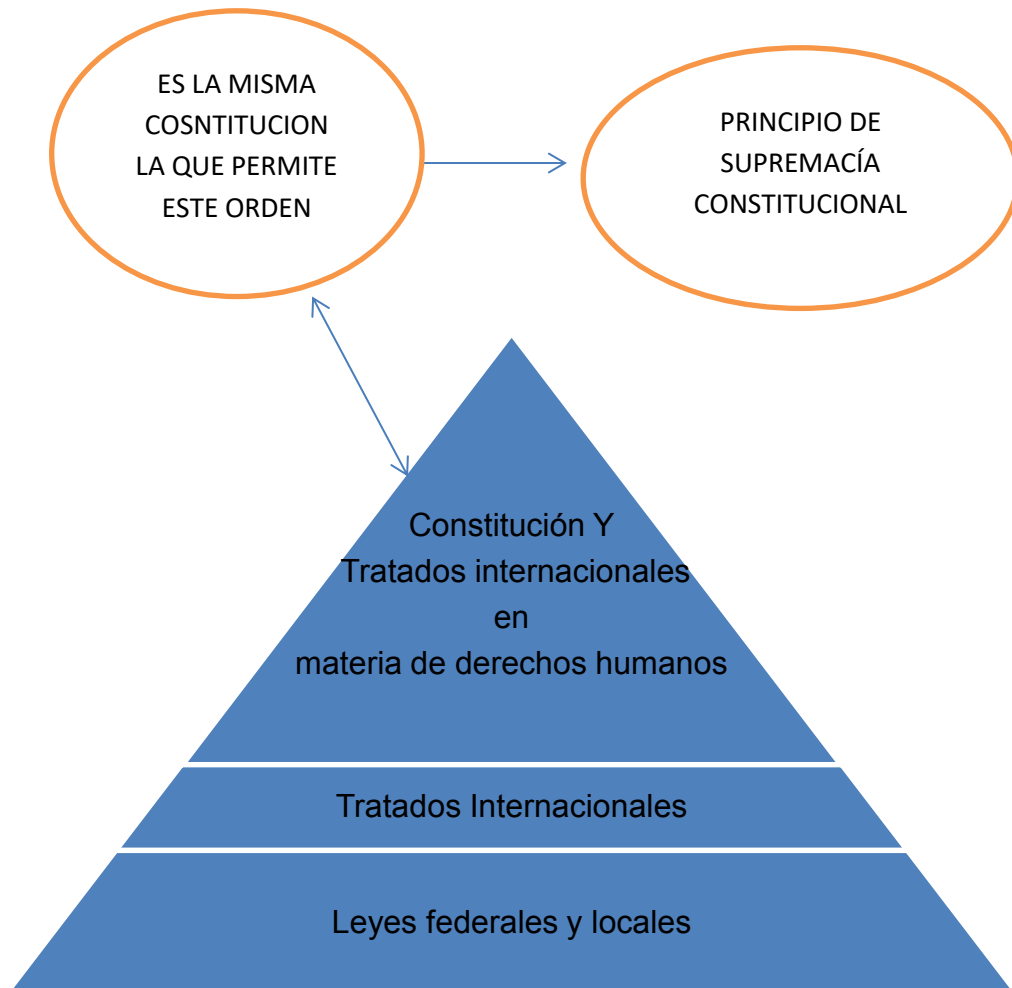 ES LA MISMA
COSNTITUCION
LA QUE PERMITE
ESTE ORDEN
PRINCIPIO DE
SUPREMACÍA
CONSTITUCIONAL
Constitución Y
Tratados internacionales
en
materia de derechos humanos
Tratados Internacionales
Leyes federales y locales